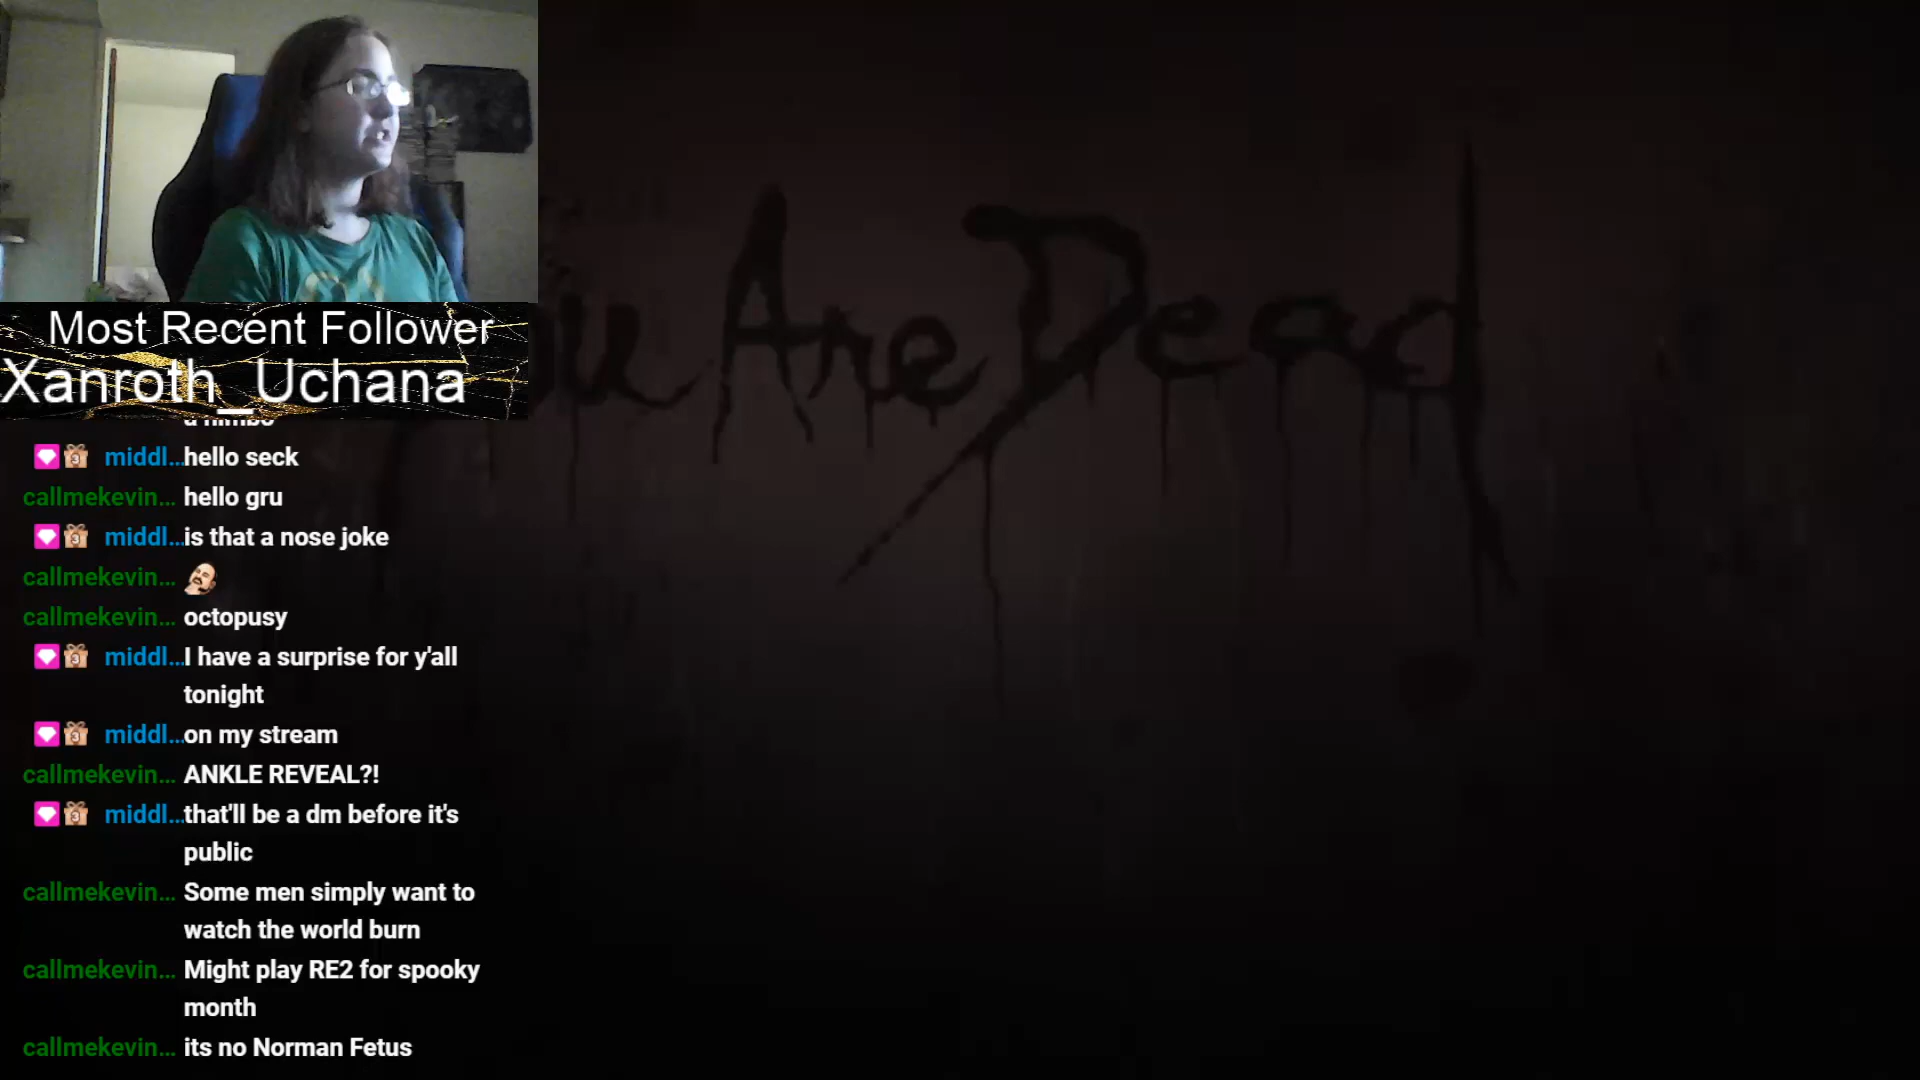 Most Recent Follower
Xanroth_Uchana
a himbo
middl...hello seck
callmekevin... hello gru
middl...is that a nose joke
callmekevin...
callmekevin... octopusy
middl...I have a surprise for y'all
tonight
middl...on my stream
callmekevin... ANKLE REVEAL?!
middl...that'll be a dm before it's
public
callmekevin... Some men simply want to
watch the world burn
callmekevin... Might play RE2 for spooky
month
callmekevin... its no Norman Fetus
Are Dead